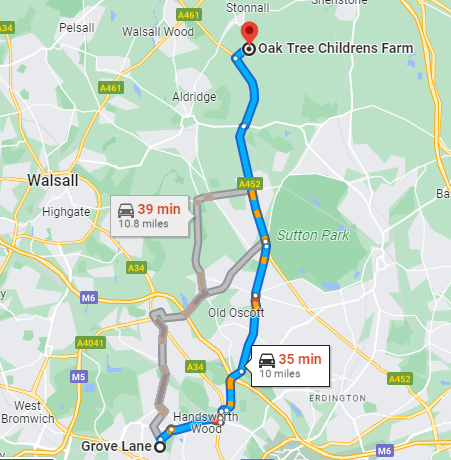 Stonnall
Shenstone
A461
Pelsall
Walsall Wood
A34
Oak Tree Childrens Farm
A461
Aldridge
Walsall
A452
39 min
10.8 miles
Highgate
Sutton Park
A34
M6
Old Oscott
A4041
A34
35 min
10 miles
M5
A452
West
Bromwich
ERDINGTON
Handsworth
Wood
Grove Lane
M6